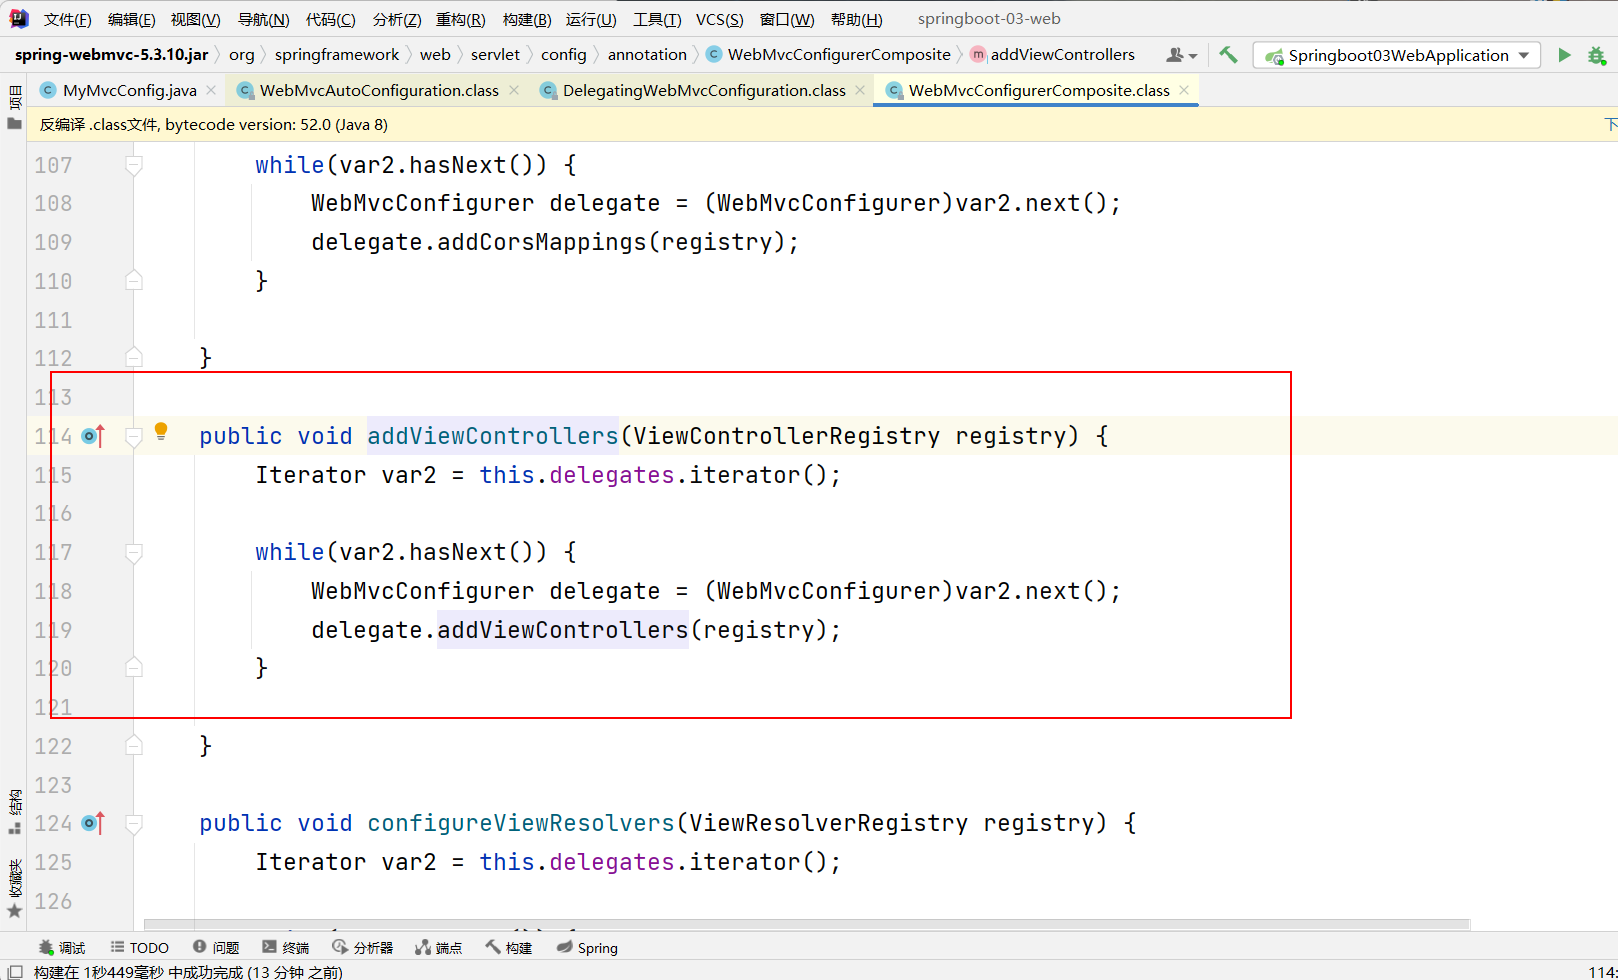 文件(F) 编辑(E) 视图(V) 导航(N) 代码(C) 分析(Z) 重构(R) 构建(B) 运行(U) 工具(T) VCS(S) 窗口(W) 帮助(H) springboot-03-web
spring-webmvc-5.3.10.jar org springframework web servlet config annotation WebMvcConfigurerComposite addViewControllers Springboot03WebApplication
项目
MyMvcConfig.java WebMvcAutoConfiguration.class DelegatingWebMvcConfiguration.class WebMvcConfigurerComposite.class
反编译 .class文件, bytecode version: 52.0 (Java 8) 下
107 while(var2.hasNext()) {
108 WebMvcConfigurer delegate = (WebMvcConfigurer)var2.next();
109 delegate.addCorsMappings(registry);
110 }
111
112 }
113
114 public void addViewControllers(ViewControllerRegistry registry) {
115 Iterator var2 = this.delegates.iterator();
116
117 while(var2.hasNext()) {
118 WebMvcConfigurer delegate = (WebMvcConfigurer)var2.next();
119 delegate.addViewControllers(registry);
120 }
121
122 }
123
124 public void configureViewResolvers(ViewResolverRegistry registry) {
125 Iterator var2 = this.delegates.iterator();
126
结构
收藏夹
调试 TODO 问题 终端 分析器 端点 构建 Spring
构建在 1秒449毫秒 中成功完成 (13 分钟 之前) 114: